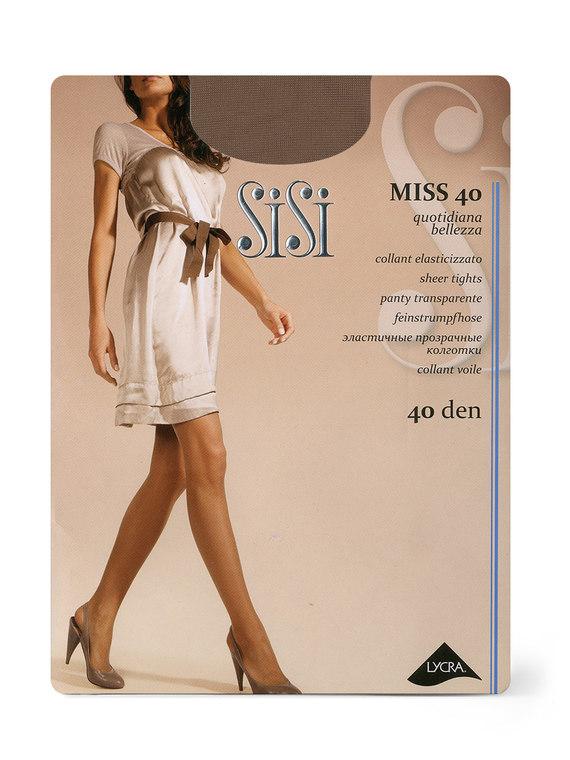 SiSi
MISS 40
quotidiana
bellezza
collant elasticizzato
sheer tights
panty transparente
feinstrumpfhose
эластичные прозрачные
колготки
collant voile
40 den
LYCRA.
Si